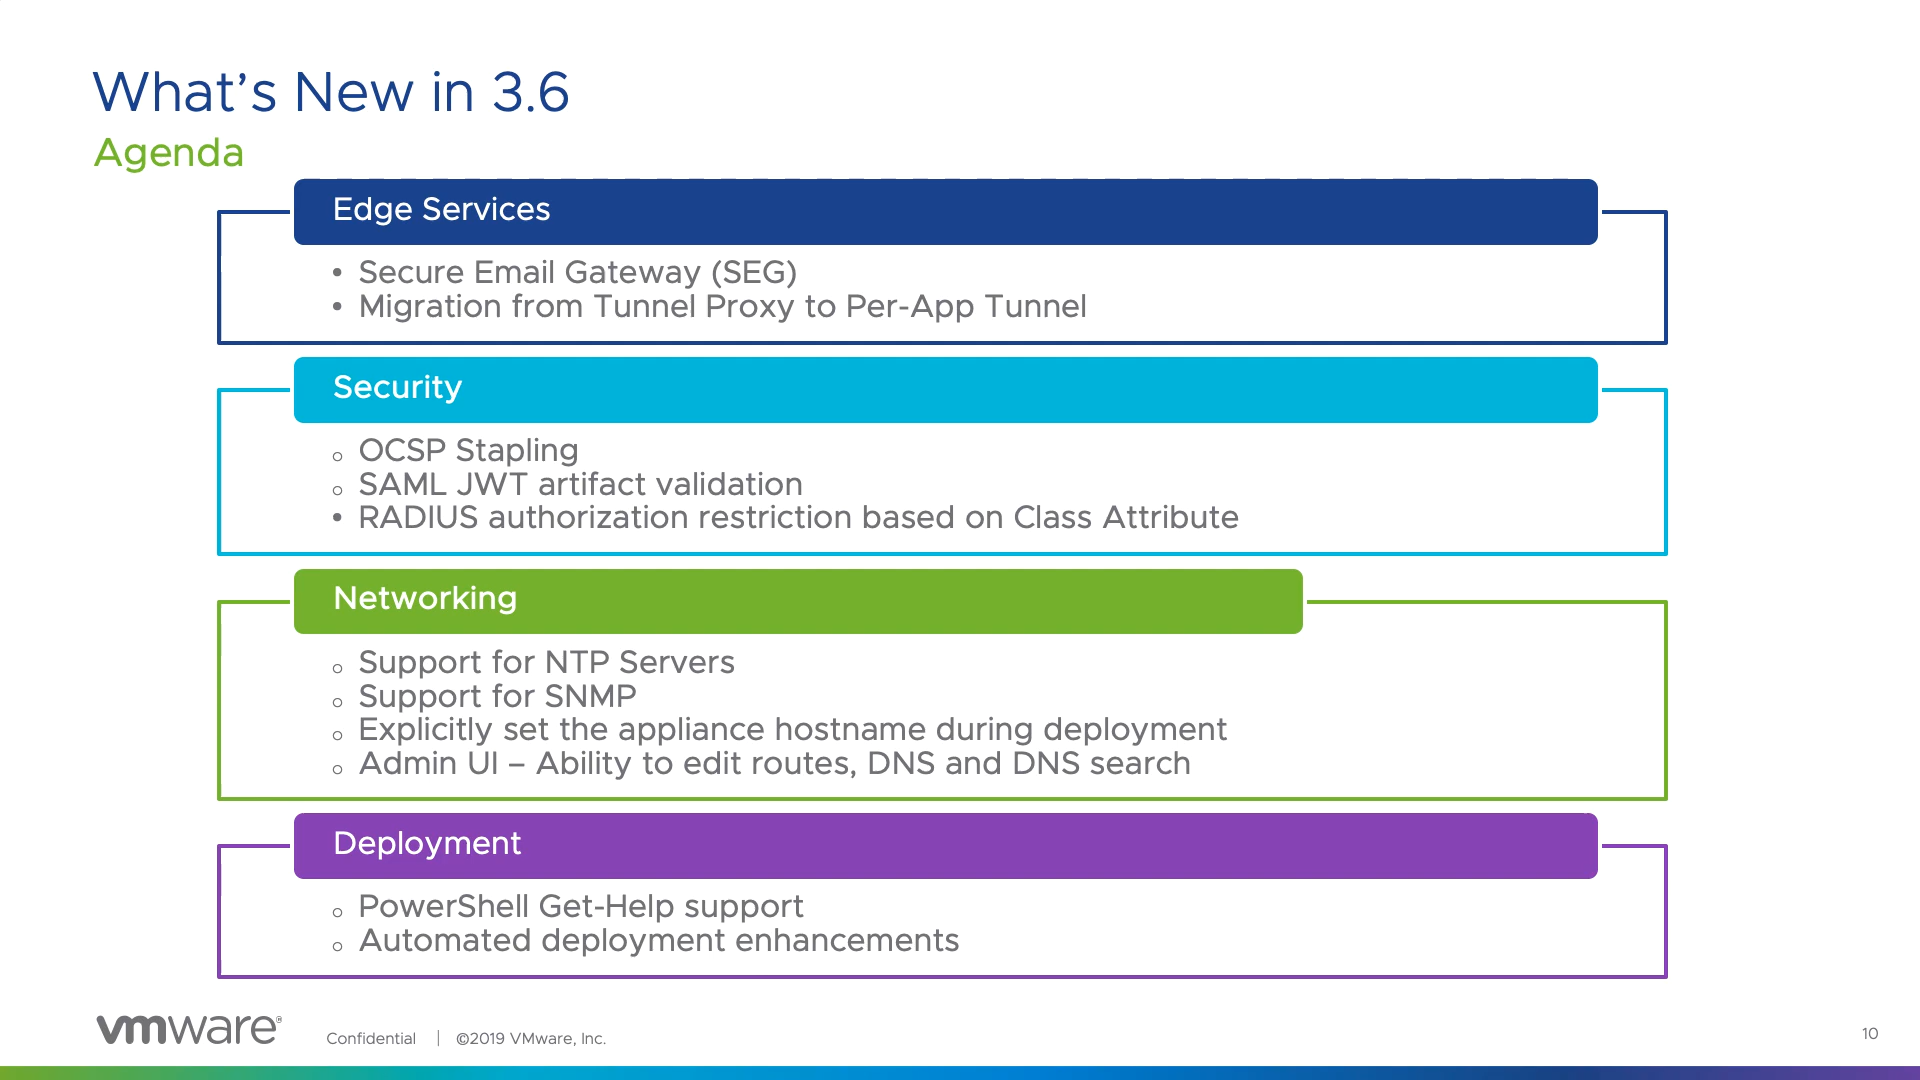 What’s New in 3.6
Agenda
Edge Services
• Secure Email Gateway (SEG)
• Migration from Tunnel Proxy to Per-App Tunnel
Security
○ OCSP Stapling
○ SAML JWT artifact validation
• RADIUS authorization restriction based on Class Attribute
Networking
○ Support for NTP Servers
○ Support for SNMP
○ Explicitly set the appliance hostname during deployment
○ Admin UI – Ability to edit routes, DNS and DNS search
Deployment
○ PowerShell Get-Help support
○ Automated deployment enhancements
vmware®
Confidential | ©2019 VMware, Inc.
10